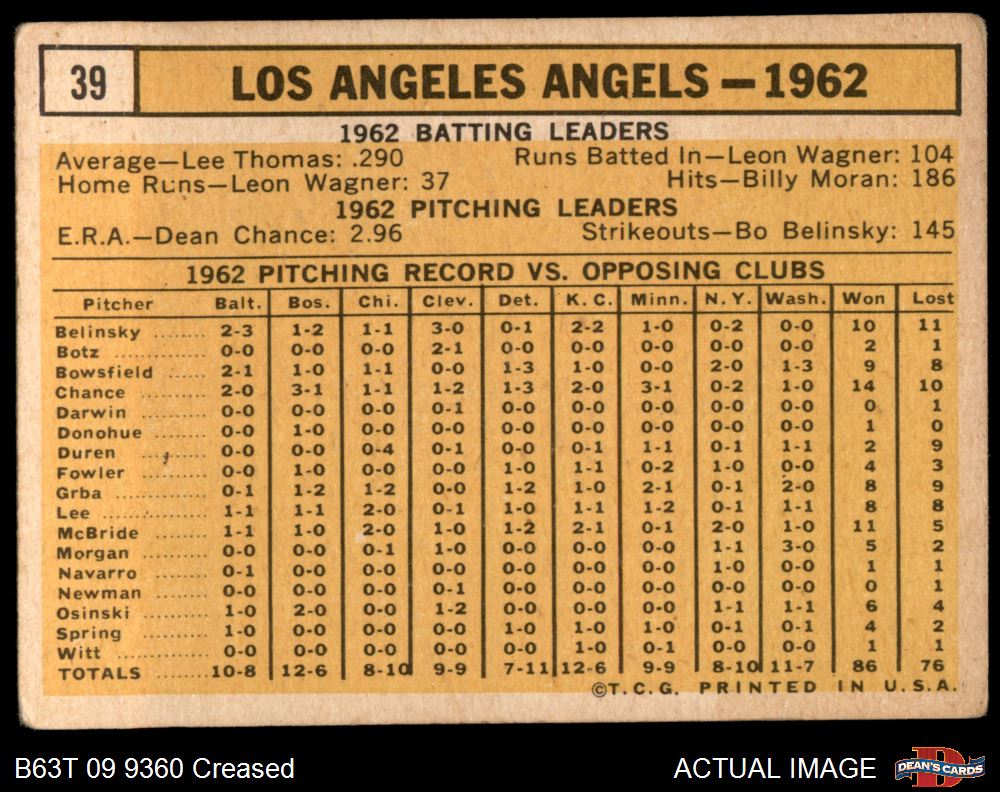 39 LOS ANGELES ANGELS — 1962
1962 BATTING LEADERS
Average—Lee Thomas: .290 Runs Batted In—Leon Wagner: 104
Home Runs—Leon Wagner: 37 Hits—Billy Moran: 186
1962 PITCHING LEADERS
E.R.A.—Dean Chance: 2.96 Strikeouts—Bo Belinsky: 145
1962 PITCHING RECORD VS. OPPOSING CLUBS
Pitcher Balt. Bos. Chi. Clev. Det. K. C. Minn. N. Y. Wash. Won Lost
Belinsky ........ 2-3 1-2 1-1 3-0 0-1 2-2 1-0 0-2 0-0 10 11
Botz ............ 0-0 0-0 0-0 2-1 0-0 0-0 0-0 0-0 0-0 2 1
Bowsfield ...... 2-1 1-0 1-1 0-0 1-3 1-0 0-0 2-0 1-3 9 8
Chance ......... 2-0 3-1 1-1 1-2 1-3 2-0 3-1 0-2 1-0 14 10
Darwin ......... 0-0 0-0 0-0 0-1 0-0 0-0 0-0 0-0 0-0 0 1
Donohue ........ 0-0 1-0 0-0 0-0 0-0 0-0 0-0 0-0 0-0 1 0
Duren .......... 0-0 0-0 0-4 0-1 0-0 0-1 1-1 0-1 1-1 2 9
Fowler ......... 0-0 1-0 0-0 0-0 1-0 1-1 0-2 1-0 0-0 4 3
Grba ............ 0-1 1-2 1-2 0-0 1-2 1-0 2-1 0-1 2-0 8 9
Lee ............. 1-1 1-1 2-0 0-1 1-0 1-1 1-2 0-1 1-1 8 8
McBride ........ 1-1 1-0 2-0 1-0 1-2 2-1 0-1 2-0 1-0 11 5
Morgan ......... 0-0 0-0 0-1 1-0 0-0 0-0 0-0 1-1 3-0 5 2
Navarro ........ 0-1 0-0 0-0 0-0 0-0 0-0 0-0 1-0 0-0 1 1
Newman ........ 0-0 0-0 0-0 0-1 0-0 0-0 0-0 0-0 0-0 0 1
Osinski ........ 1-0 2-0 0-0 1-2 0-0 0-0 0-0 1-1 1-1 6 4
Spring ......... 1-0 0-0 0-0 0-0 1-0 1-0 1-0 0-1 0-1 4 2
Witt ............ 0-0 0-0 0-0 0-0 0-0 1-0 0-1 0-0 0-0 1 1
TOTALS ........ 10-8 12-6 8-10 9-9 7-11 12-6 9-9 8-10 11-7 86 76
©T.C.G. PRINTED IN U.S.A.
B63T 09 9360 Creased ACTUAL IMAGE DEAN'S CARDS